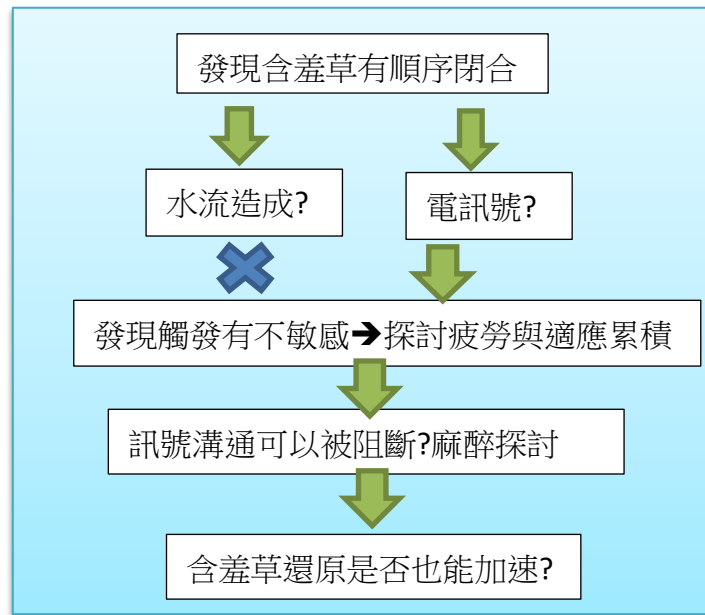 發現含羞草有順序閉合
水流造成?
電訊號?
發現觸發有不敏感➔探討疲勞與適應累積
訊號溝通可以被阻斷?麻醉探討
含羞草還原是否也能加速?